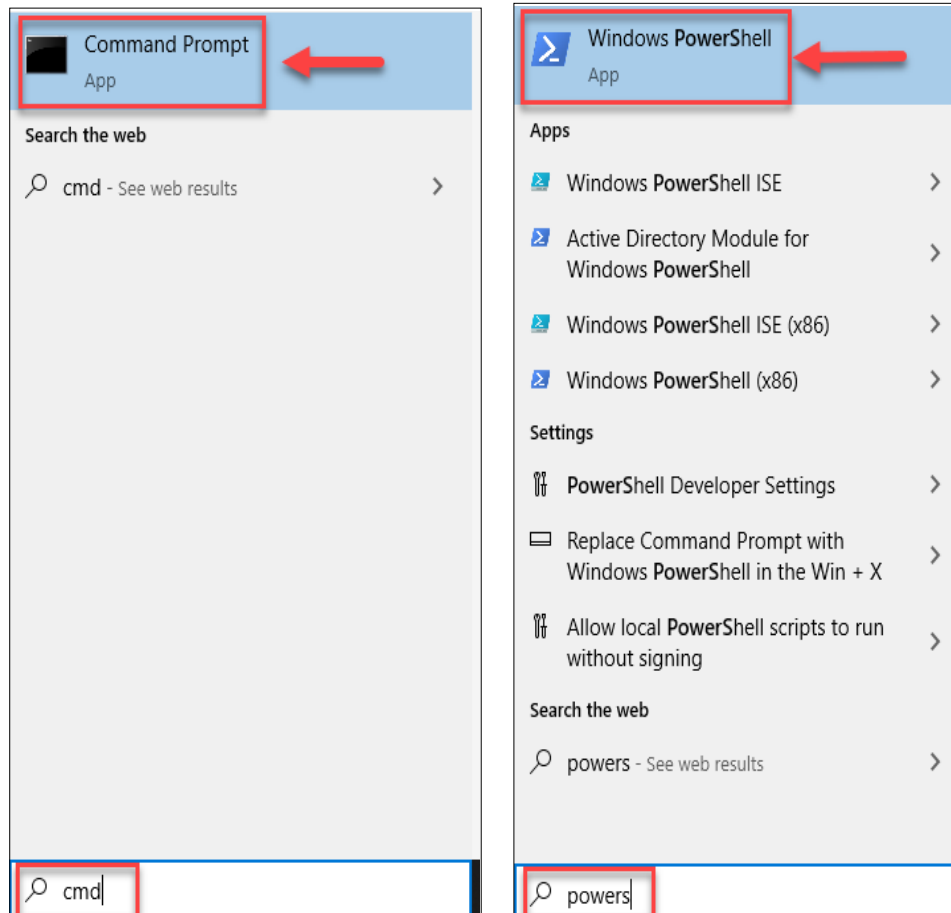 Command Prompt
App
Search the web
cmd - See web results
cmd
Windows PowerShell
App
Apps
Windows PowerShell ISE
Active Directory Module for
Windows PowerShell
Windows PowerShell ISE (x86)
Windows PowerShell (x86)
Settings
PowerShell Developer Settings
Replace Command Prompt with
Windows PowerShell in the Win + X
Allow local PowerShell scripts to run
without signing
Search the web
powers - See web results
powers